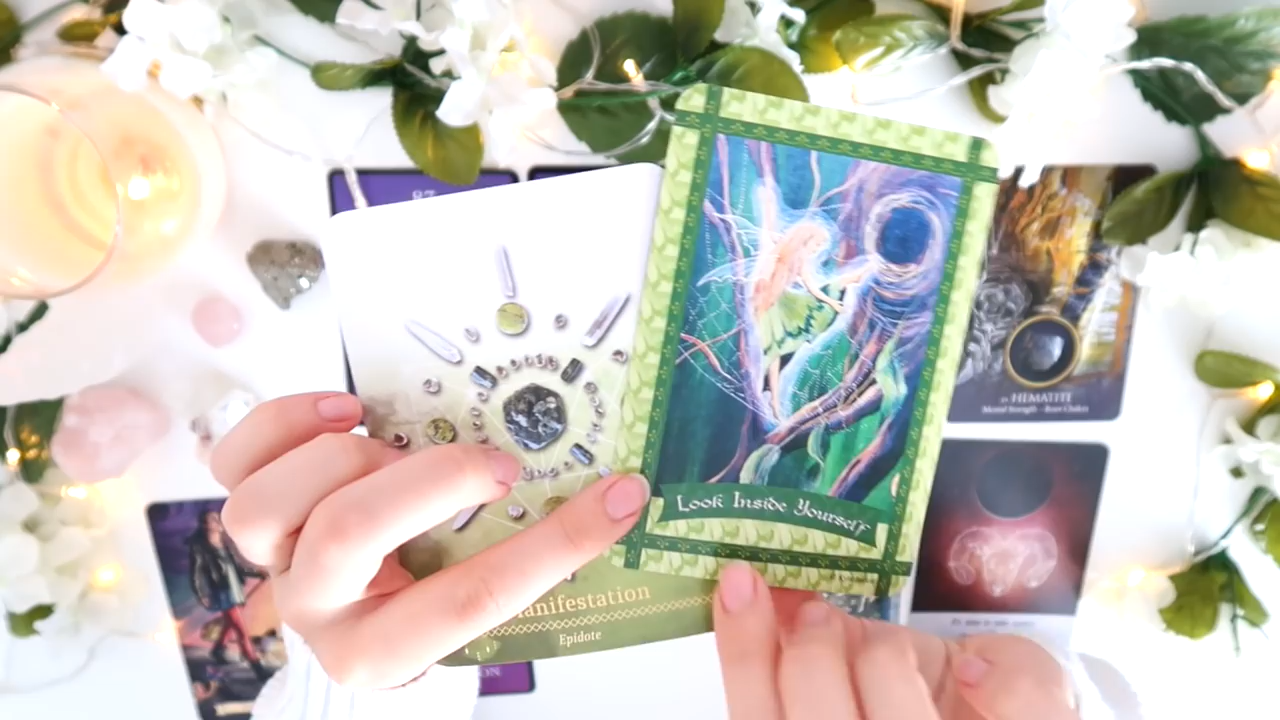 Look Inside Yourself
HEMATITE
Mental Strength - Root Chakra
Manifestation
Epidote